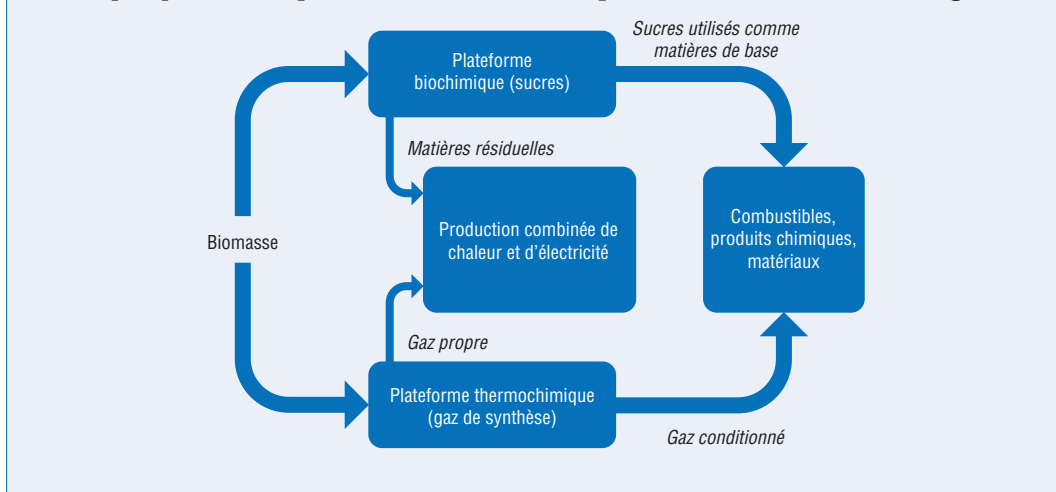 Sucres utilisés comme
matières de base
Plateforme
biochimique (sucres)
Matières résiduelles
Production combinée de
chaleur et d'électricité
Combustibles,
produits chimiques,
matériaux
Biomasse
Gaz propre
Plateforme thermochimique
(gaz de synthèse)
Gaz conditionné